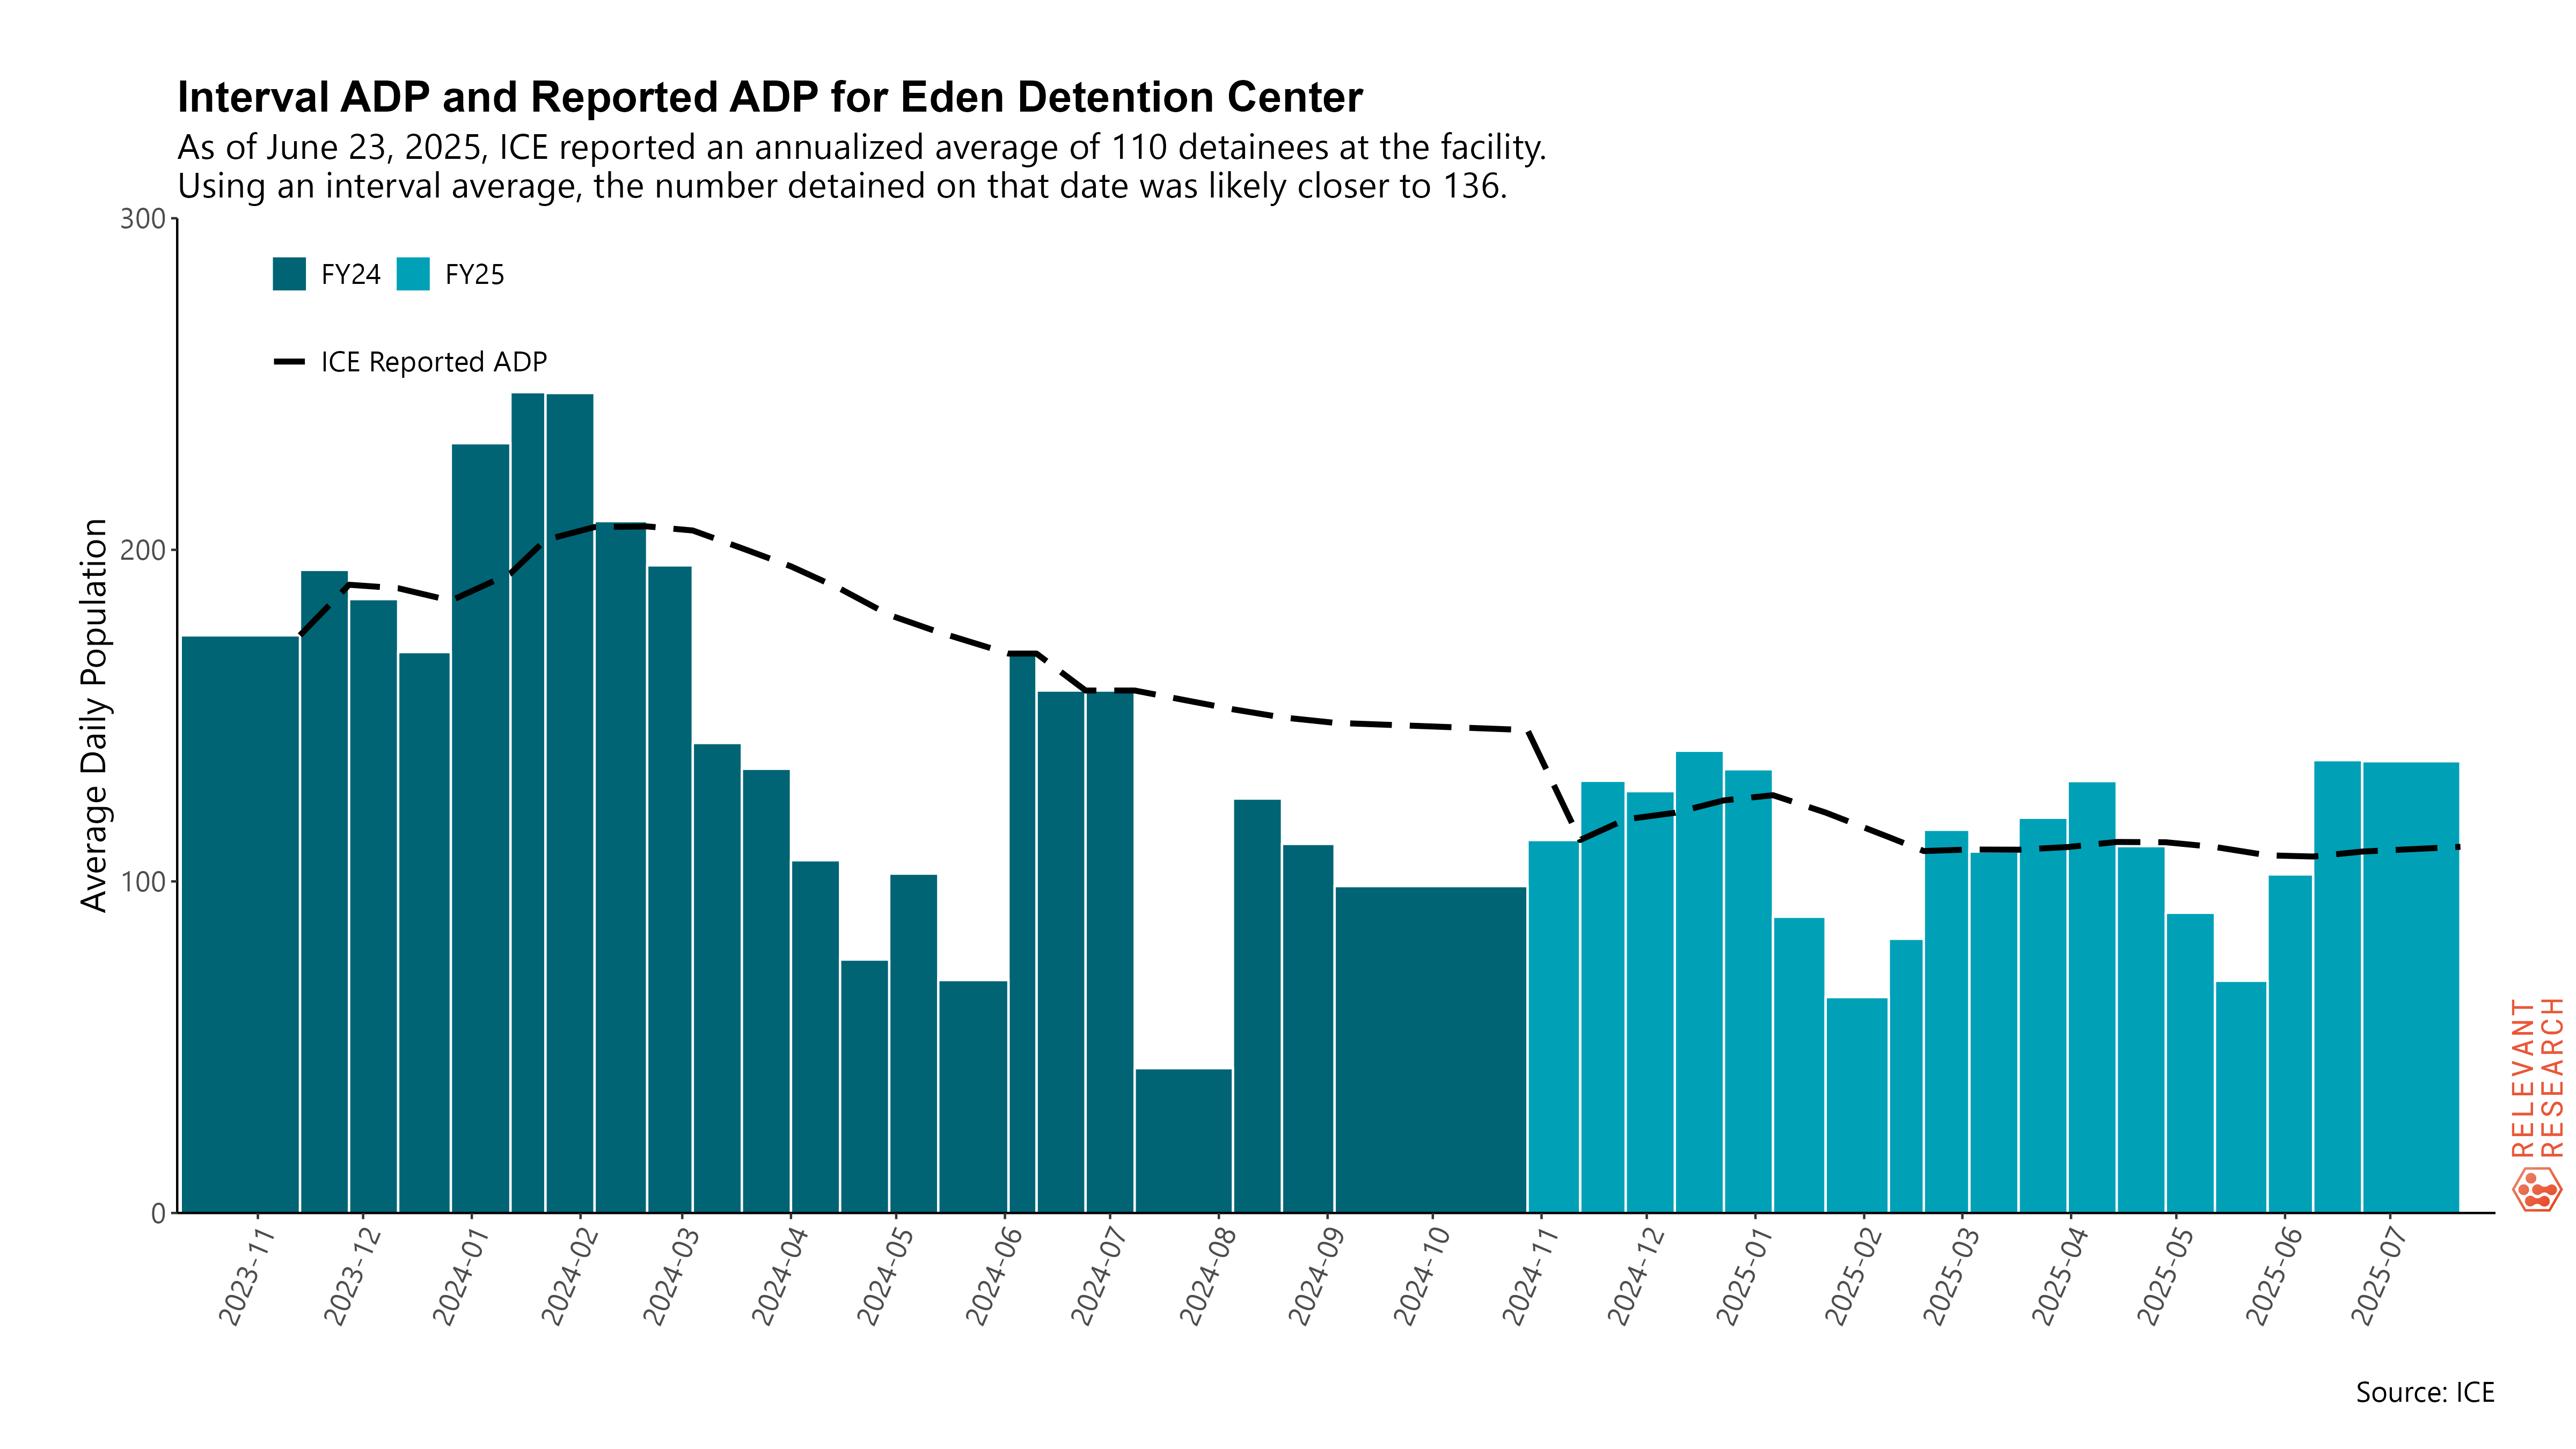 Interval ADP and Reported ADP for Eden Detention Center
As of June 23, 2025, ICE reported an annualized average of 110 detainees at the facility.
Using an interval average, the number detained on that date was likely closer to 136.
300
200
100
0
Average Daily Population
FY24 FY25
ICE Reported ADP
2023-11
2023-12
2024-01
2024-02
2024-03
2024-04
2024-05
2024-06
2024-07
2024-08
2024-09
2024-10
2024-11
2024-12
2025-01
2025-02
2025-03
2025-04
2025-05
2025-06
2025-07
RELEVANT
RESEARCH
Source: ICE